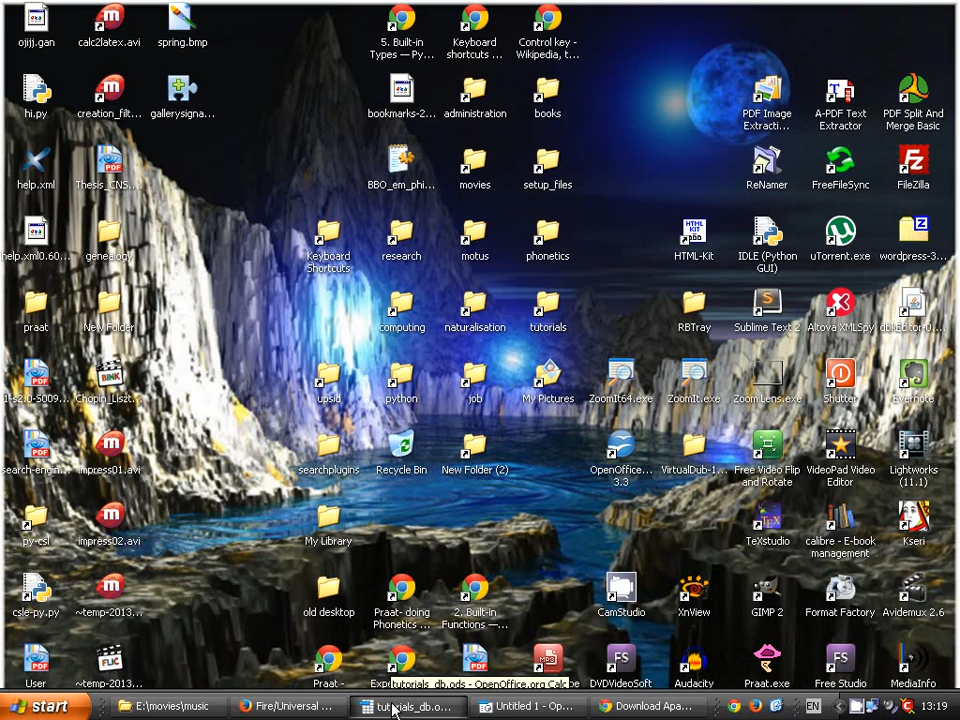 ojijj.gan
calc2latex.avi
spring.bmp
5. Built-in
Types — Py...
Keyboard
shortcuts ...
Control key -
Wikipedia, t...
hi.py
creation_filt...
gallerysigna...
bookmarks-2...
administration
books
PDF Image
Extracti...
A-PDF Text
Extractor
PDF Split And
Merge Basic
help.xml
Thesis_CNS...
BBO_em_phi...
movies
setup_files
ReNamer
FreeFileSync
FileZilla
help.xml0.60...
genealogy
Keyboard
Shortcuts
research
motus
phonetics
HTML-Kit
IDLE (Python
GUI)
uTorrent.exe
wordpress-3...
praat
New Folder
computing
naturalisation
tutorials
RBTray
Sublime Text 2
Altova XMLSpy
dbkEditor-0....
1-s2.0-S009...
Chopin_Liszt...
upsid
python
job
My Pictures
ZoomIt64.exe
ZoomIt.exe
Zoom Lens.exe
Shutter
Evernote
search-engin...
impress01.avi
searchplugins
Recycle Bin
New Folder (2)
OpenOffice...
3.3
VirtualDub-1...
Free Video Flip
and Rotate
VideoPad Video
Editor
Lightworks
(11.1)
py-csl
impress02.avi
My Library
TeXstudio
calibre - E-book
management
Kseri
csle-py.py
~temp-2013...
old desktop
Praat- doing
Phonetics ...
2. Built-in
Functions —...
CamStudio
XnView
GIMP 2
Format Factory
Avidemux 2.6
User
~temp-2013...
Praat -
tutorials_db.ods - OpenOffice.org Calc
DVDVideoSoft
Audacity
Praat.exe
Free Studio
MediaInfo
start
E:\movies\music
Fire/Universal ...
tutorials_db.o...
Untitled 1 - Op...
Download Apa...
EN
13:19